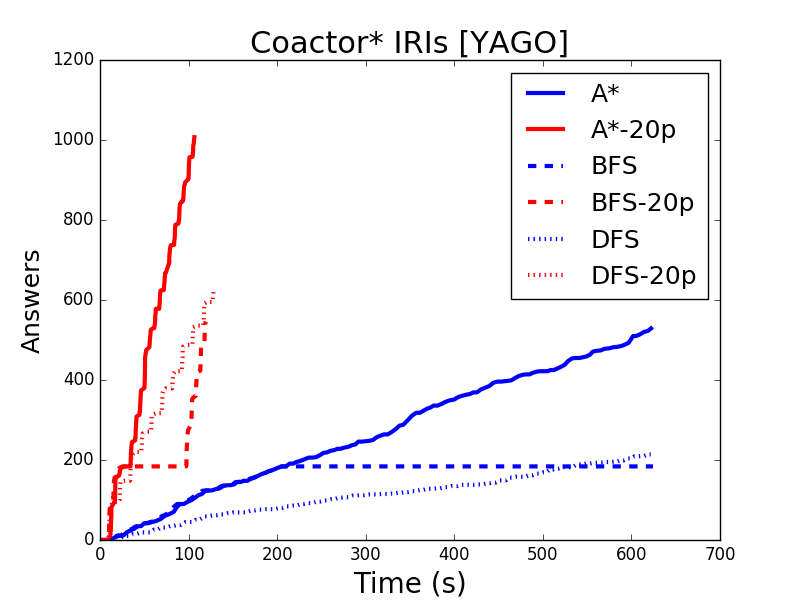 Coactor* IRIs [YAGO]
1200
1000
800
600
400
200
0
Answers
A*
A*-20p
BFS
BFS-20p
DFS
DFS-20p
0 100 200 300 400 500 600 700
Time (s)